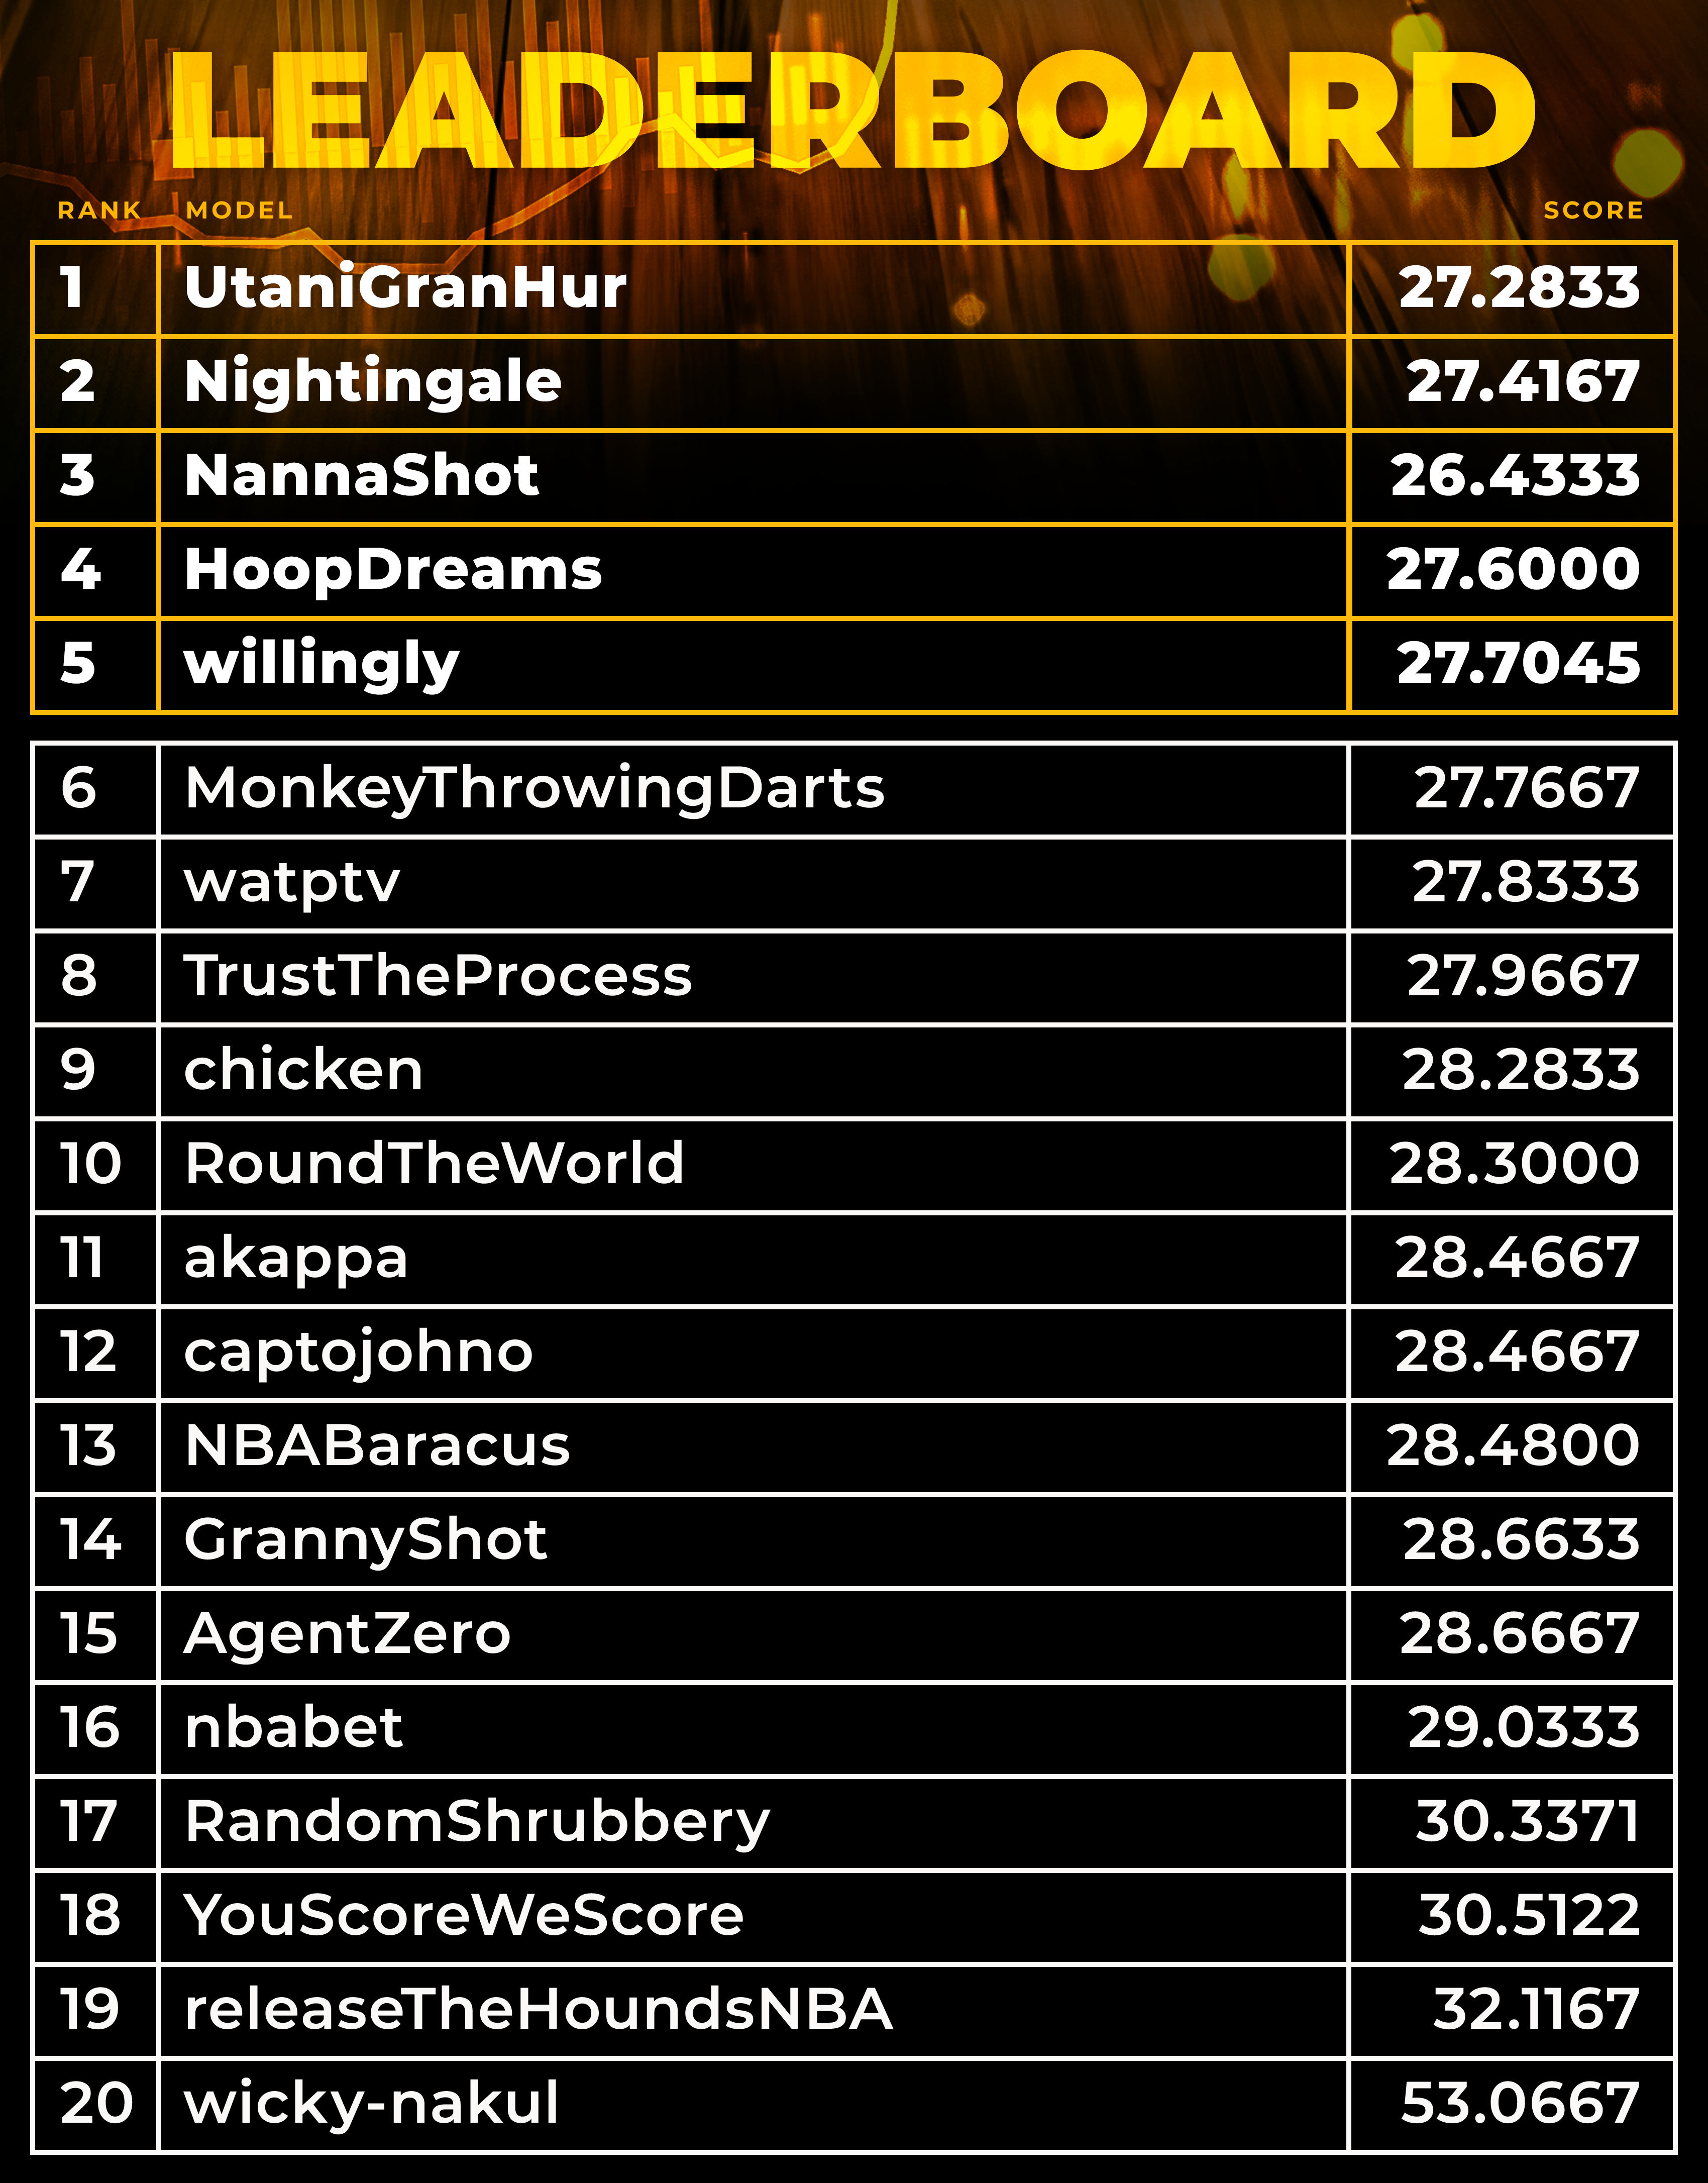 LEADERBOARD
RANK MODEL SCORE
1 UtaniGranHur 27.2833
2 Nightingale 27.4167
3 NannaShot 26.4333
4 HoopDreams 27.6000
5 willingly 27.7045
6 MonkeyThrowingDarts 27.7667
7 watptv 27.8333
8 TrustTheProcess 27.9667
9 chicken 28.2833
10 RoundTheWorld 28.3000
11 akappa 28.4667
12 captojohno 28.4667
13 NBABaracus 28.4800
14 GrannyShot 28.6633
15 AgentZero 28.6667
16 nbabet 29.0333
17 RandomShrubbery 30.3371
18 YouScoreWeScore 30.5122
19 releaseTheHoundsNBA 32.1167
20 wicky-nakul 53.0667